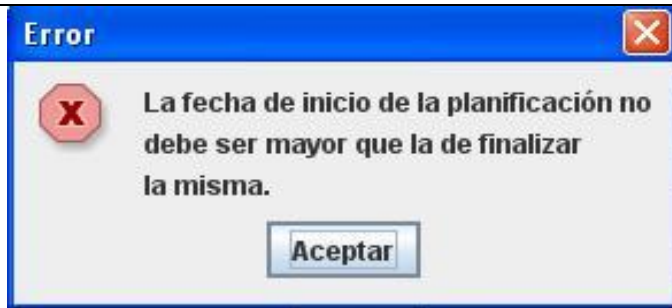 Error
La fecha de inicio de la planificación no
debe ser mayor que la de finalizar
la misma.
Aceptar